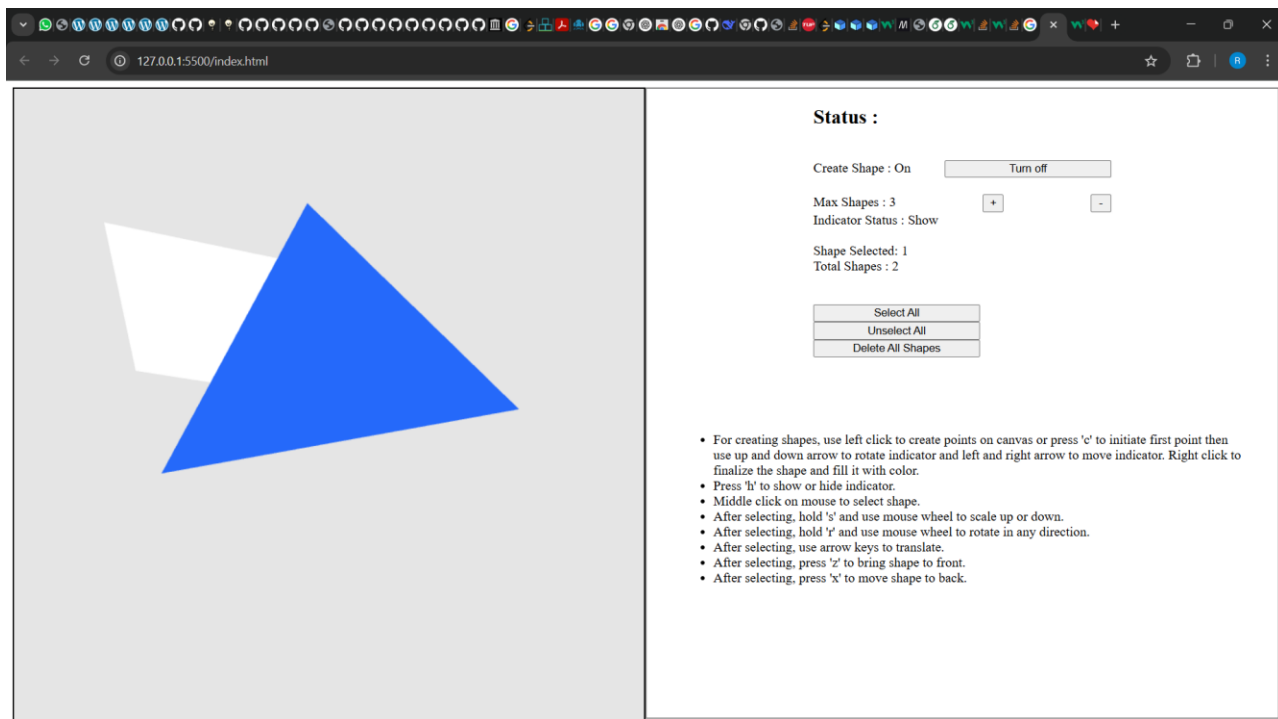 127.0.0.1:5500/index.html
R
Status :
Create Shape : On
Turn off
Max Shapes : 3
+
-
Indicator Status : Show
Shape Selected: 1
Total Shapes : 2
Select All
Unselect All
Delete All Shapes
• For creating shapes, use left click to create points on canvas or press 'c' to initiate first point then
use up and down arrow to rotate indicator and left and right arrow to move indicator. Right click to
finalize the shape and fill it with color.
• Press 'h' to show or hide indicator.
• Middle click on mouse to select shape.
• After selecting, hold 's' and use mouse wheel to scale up or down.
• After selecting, hold 'r' and use mouse wheel to rotate in any direction.
• After selecting, use arrow keys to translate.
• After selecting, press 'z' to bring shape to front.
• After selecting, press 'x' to move shape to back.